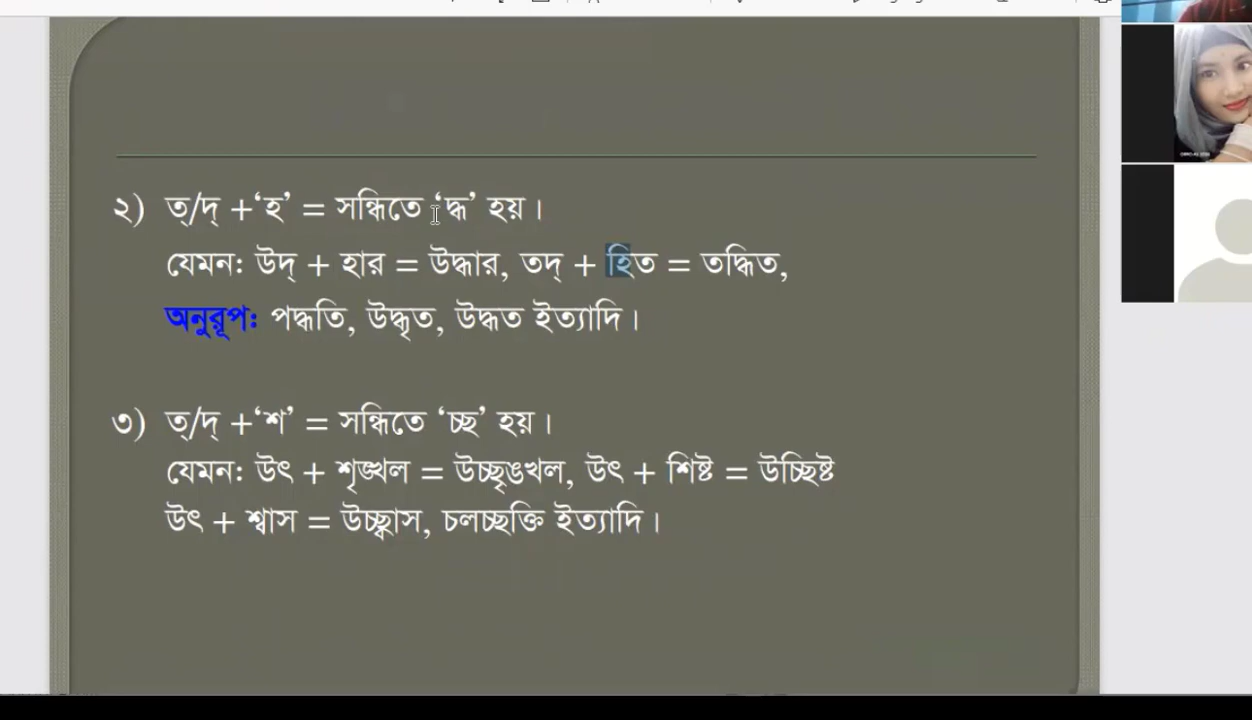 ২) ত্/দ্ +‘হ’ = সন্ধিতে ‘দ্ধ’ হয়।
যেমন: উদ্ + হার = উদ্ধার, তদ্ + হিত = তদ্ধিত,
অনুরূপ: পদ্ধতি, উদ্ধৃত, উদ্ধত ইত্যাদি।
৩) ত্/দ্ +‘শ’ = সন্ধিতে ‘চ্ছ’ হয়।
যেমন: উৎ + শৃঙ্খল = উচ্ছৃঙখল, উৎ + শিষ্ট = উচ্ছিষ্ট
উৎ + শ্বাস = উচ্ছ্বাস, চলচ্ছক্তি ইত্যাদি।